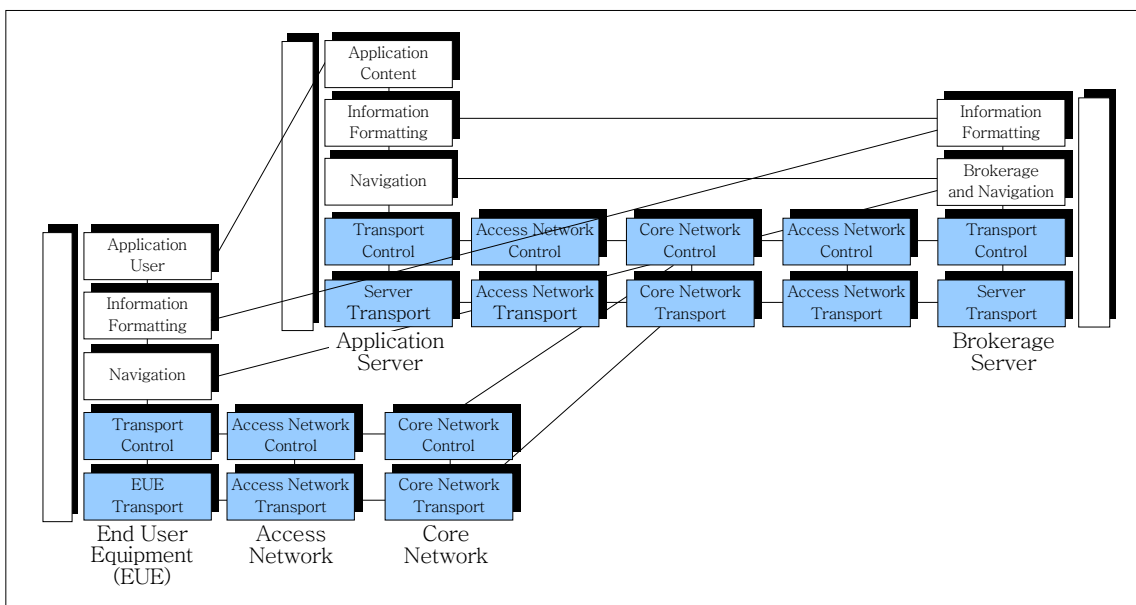 Application
Content
Information
Formatting
Information
Formatting
Navigation
Brokerage
and Navigation
Transport
Control
Access Network
Control
Core Network
Control
Access Network
Control
Transport
Control
Server
Transport
Access Network
Transport
Core Network
Transport
Access Network
Transport
Server
Transport
Application
Server
Brokerage
Server
Application
User
Information
Formatting
Navigation
Transport
Control
Access Network
Control
Core Network
Control
EUE
Transport
Access Network
Transport
Core Network
Transport
End User
Equipment
(EUE)
Access
Network
Core
Network